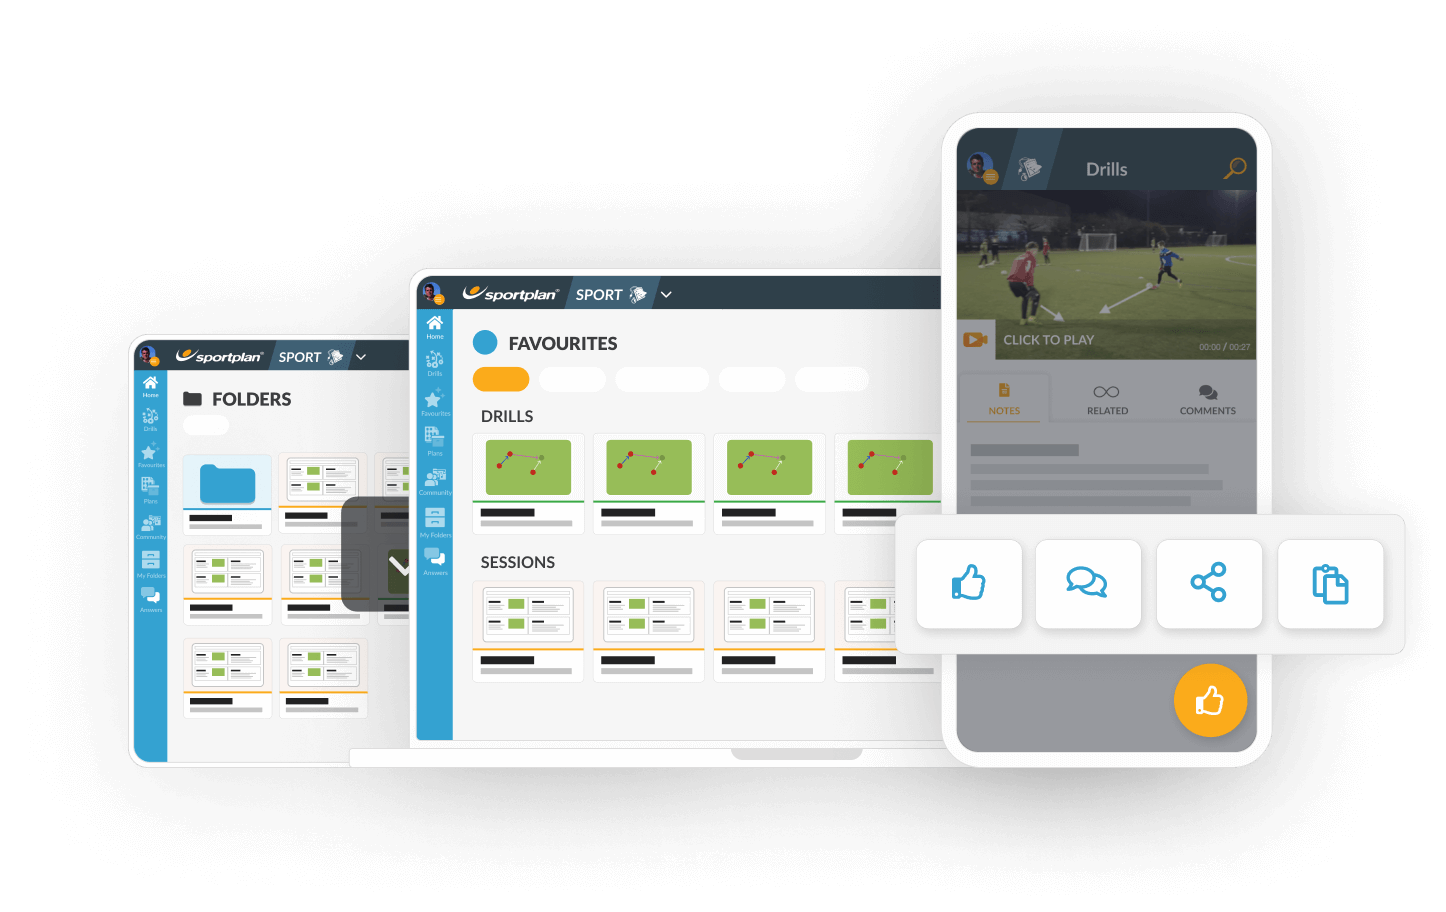 sportplan®
SPORT
Home
Drills
Favourites
Plans
Community
My Folders
Answers
FOLDERS
sportplan®
SPORT
Home
Drills
Favourites
Plans
Community
My Folders
Answers
FAVOURITES
DRILLS
SESSIONS
Drills
CLICK TO PLAY
00:00 / 00:27
NOTES
RELATED
COMMENTS